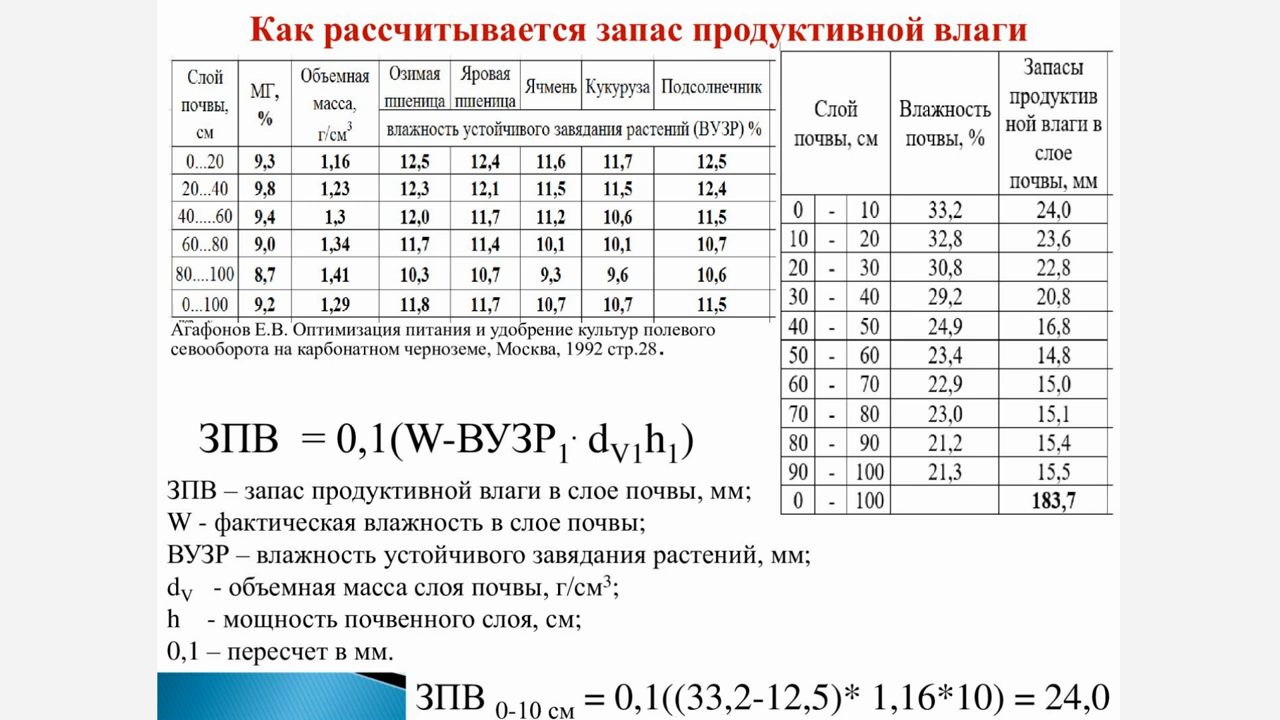 Как рассчитывается запас продуктивной влаги
Слой почвы, см МГ, % Объемная масса, г/см³ Озимая пшеница Яровая пшеница Ячмень Кукуруза Подсолнечник
влажность устойчивого завядания растений (ВУЗР) %
0...20 9,3 1,16 12,5 12,4 11,6 11,7 12,5
20...40 9,8 1,23 12,3 12,1 11,5 11,5 12,4
40.....60 9,4 1,3 12,0 11,7 11,2 10,6 11,5
60...80 9,0 1,34 11,7 11,4 10,1 10,1 10,7
80....100 8,7 1,41 10,3 10,7 9,3 9,6 10,6
0...100 9,2 1,29 11,8 11,7 10,7 10,7 11,5
Агафонов Е.В. Оптимизация питания и удобрение культур полевого
севооборота на карбонатном черноземе, Москва, 1992 стр.28.
Слой почвы, см Влажность почвы, % Запасы продуктив ной влаги в слое почвы, мм
0 - 10 33,2 24,0
10 - 20 32,8 23,6
20 - 30 30,8 22,8
30 - 40 29,2 20,8
40 - 50 24,9 16,8
50 - 60 23,4 14,8
60 - 70 22,9 15,0
70 - 80 23,0 15,1
80 - 90 21,2 15,4
90 - 100 21,3 15,5
0 - 100 183,7
ЗПВ = 0,1(W-ВУЗР₁· dV1h₁)
ЗПВ – запас продуктивной влаги в слое почвы, мм;
W - фактическая влажность в слое почвы;
ВУЗР – влажность устойчивого завядания растений, мм;
dV - объемная масса слоя почвы, г/см³;
h - мощность почвенного слоя, см;
0,1 – пересчет в мм.
ЗПВ 0-10 см = 0,1((33,2-12,5)* 1,16*10) = 24,0